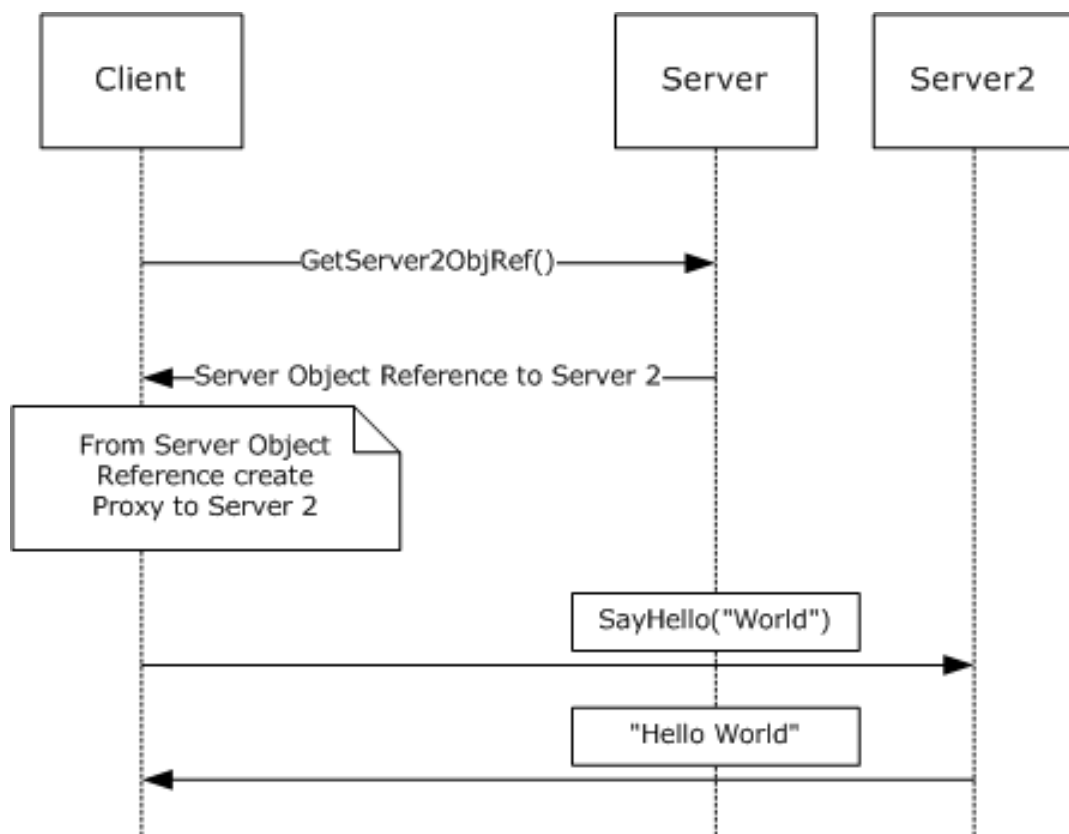 Client
Server
Server2
GetServer2ObjRef()
Server Object Reference to Server 2
From Server Object
Reference create
Proxy to Server 2
SayHello("World")
"Hello World"